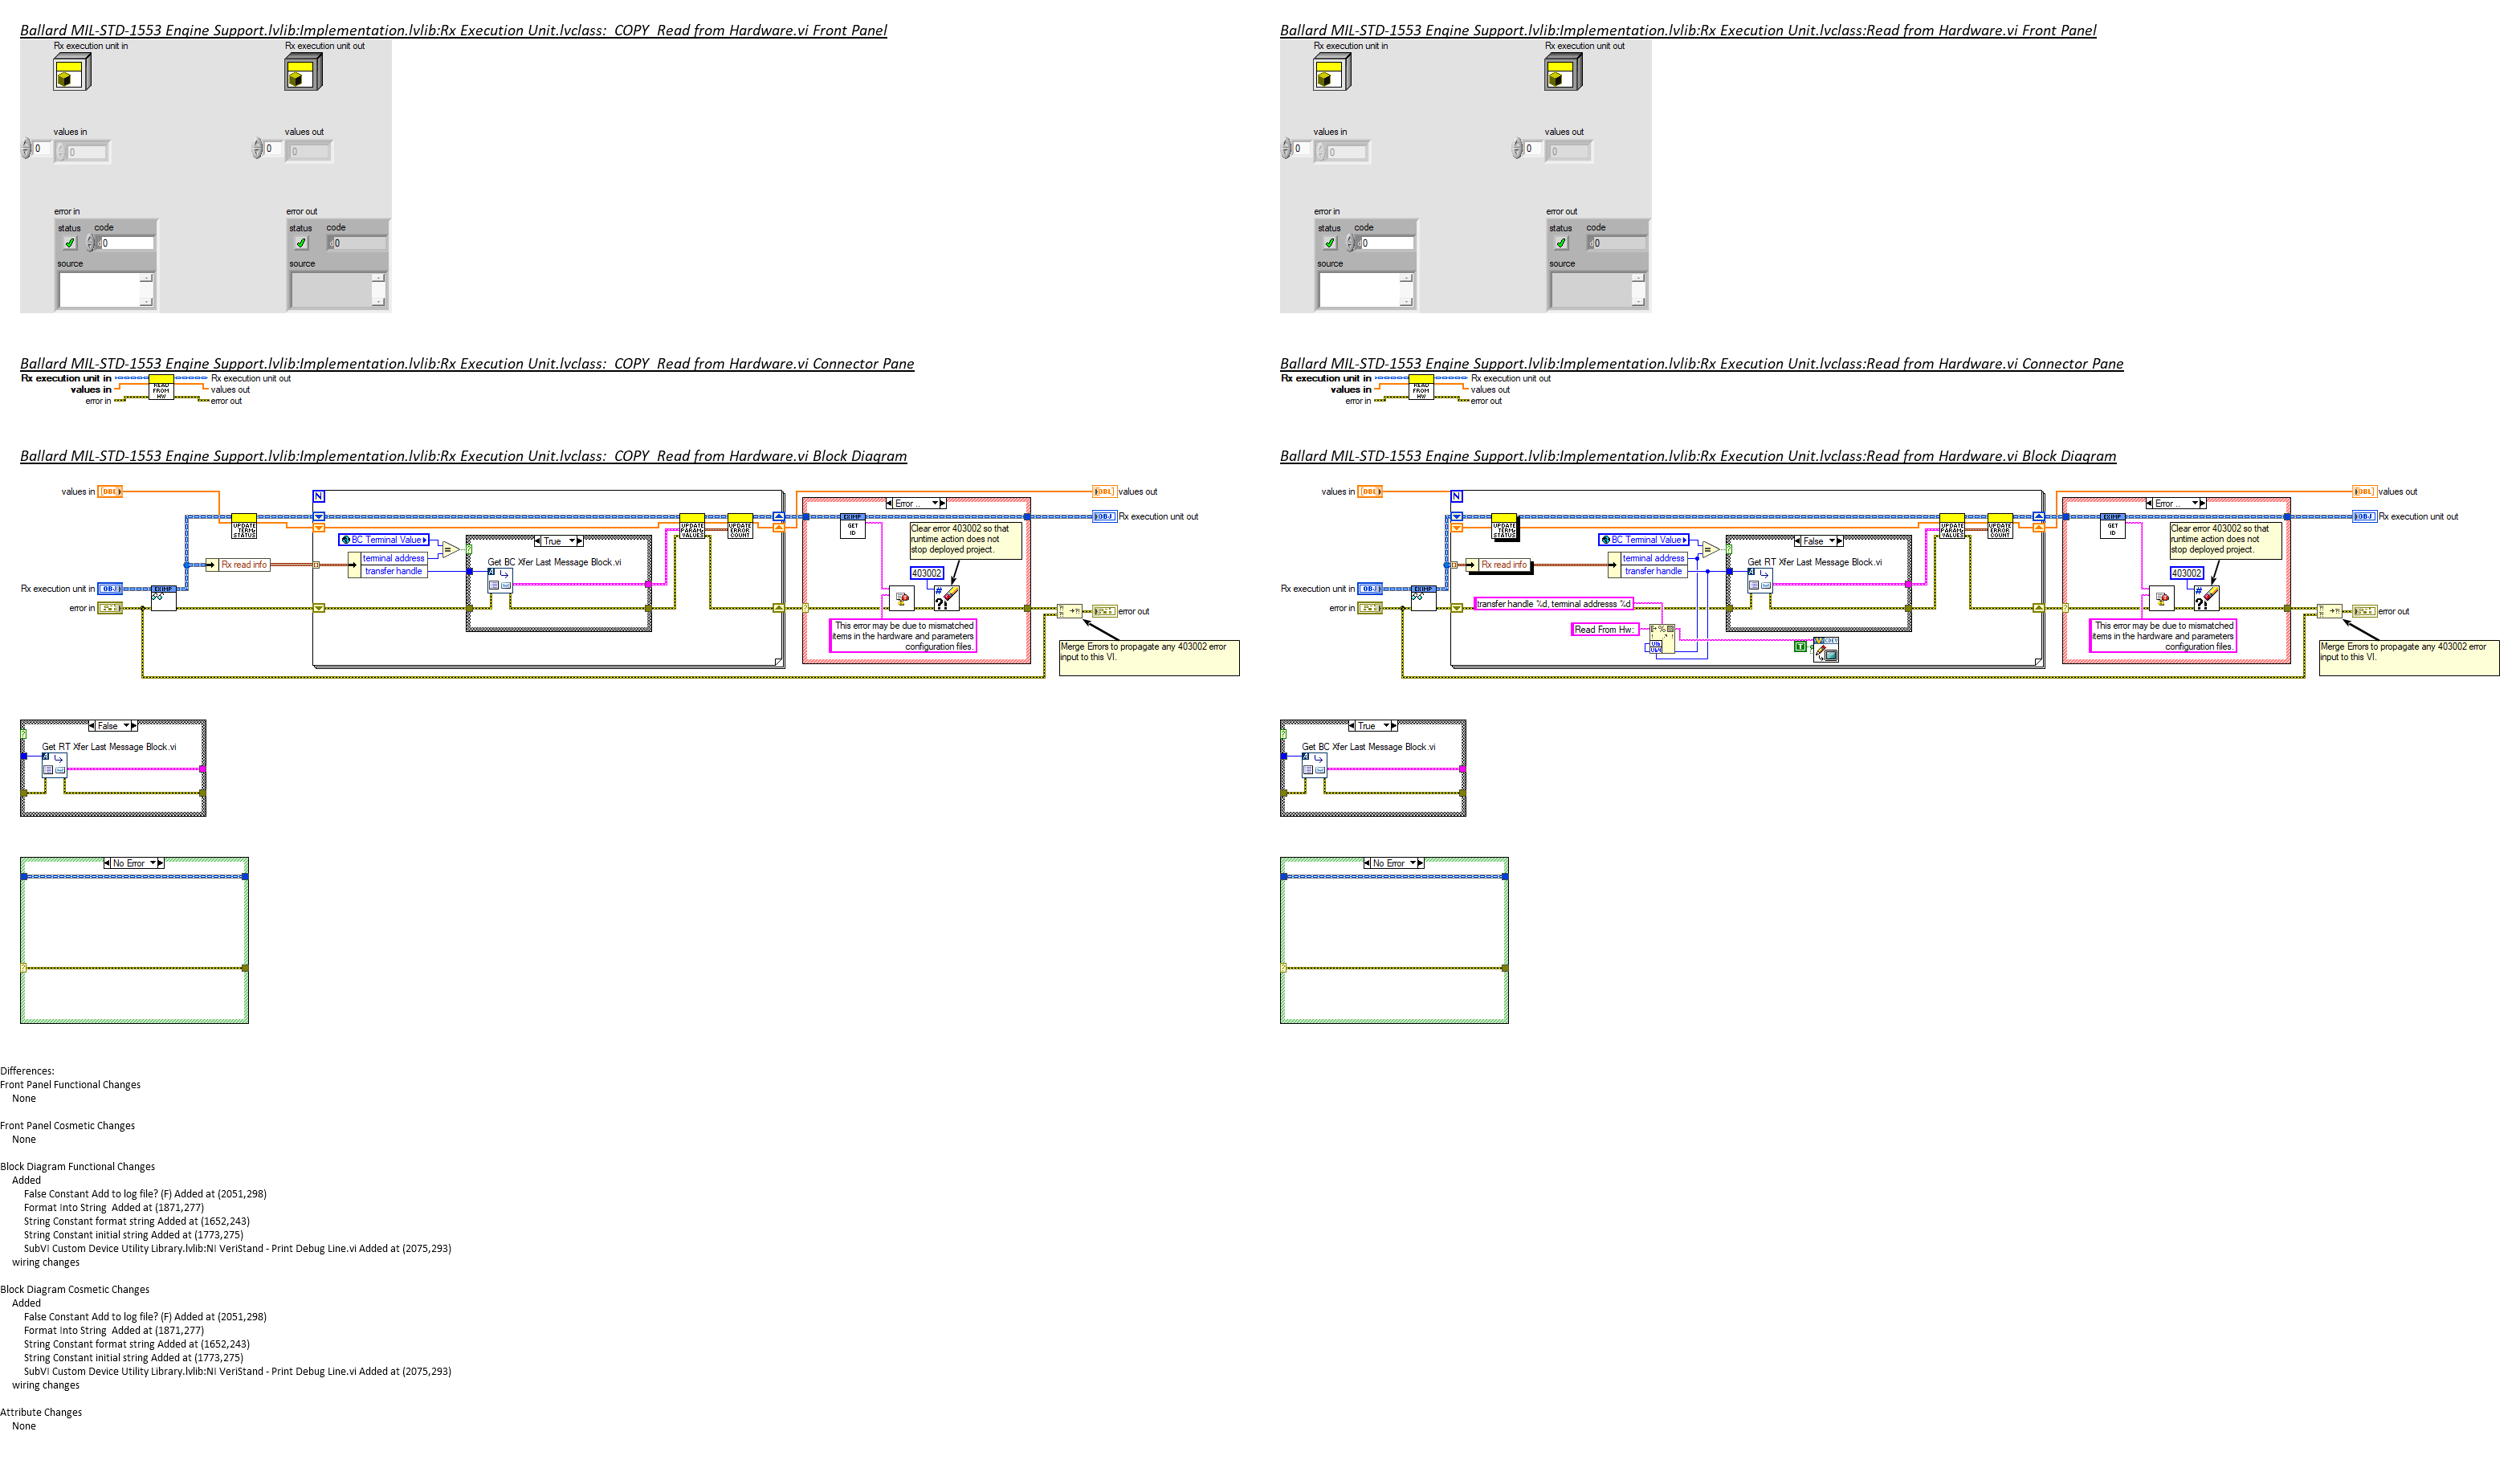 Ballard MIL-STD-1553 Engine Support.lvlib:Implementation.lvlib:Rx Execution Unit.lvclass:  COPY  Read from Hardware.vi Front Panel
Rx execution unit in
Rx execution unit out
values in
values out
0
0
0
0
error in
error out
status
code
status
code
d 0
d 0
source
source
Ballard MIL-STD-1553 Engine Support.lvlib:Implementation.lvlib:Rx Execution Unit.lvclass:  COPY  Read from Hardware.vi Connector Pane
Rx execution unit in
Rx execution unit out
values in
READ FROM HW
values out
error in
error out
Ballard MIL-STD-1553 Engine Support.lvlib:Implementation.lvlib:Rx Execution Unit.lvclass:  COPY  Read from Hardware.vi Block Diagram
values in
[DBL]
N
Error ..
[DBL]
values out
UPDATE TERM STATUS
UPDATE PARAM VALUES
UPDATE ERROR COUNT
EXIMP
GET ID
OBJ
Rx execution unit out
Clear error 403002 so that
runtime action does not
stop deployed project.
BC Terminal Value
True
terminal address
Rx read info
transfer handle
Get BC Xfer Last Message Block.vi
403002
Rx execution unit in
OBJ
EXIMP
error in
error out
This error may be due to mismatched
items in the hardware and parameters
configuration files.
Merge Errors to propagate any 403002 error
input to this VI.
False
Get RT Xfer Last Message Block.vi
No Error
Ballard MIL-STD-1553 Engine Support.lvlib:Implementation.lvlib:Rx Execution Unit.lvclass:Read from Hardware.vi Front Panel
Rx execution unit in
Rx execution unit out
values in
values out
0
0
0
0
error in
error out
status
code
status
code
d 0
d 0
source
source
Ballard MIL-STD-1553 Engine Support.lvlib:Implementation.lvlib:Rx Execution Unit.lvclass:Read from Hardware.vi Connector Pane
Rx execution unit in
Rx execution unit out
values in
READ FROM HW
values out
error in
error out
Ballard MIL-STD-1553 Engine Support.lvlib:Implementation.lvlib:Rx Execution Unit.lvclass:Read from Hardware.vi Block Diagram
values in
[DBL]
N
Error ..
[DBL]
values out
UPDATE TERM STATUS
UPDATE PARAM VALUES
UPDATE ERROR COUNT
EXIMP
GET ID
OBJ
Rx execution unit out
Clear error 403002 so that
runtime action does not
stop deployed project.
BC Terminal Value
False
terminal address
Rx read info
transfer handle
Get RT Xfer Last Message Block.vi
403002
Rx execution unit in
OBJ
EXIMP
error in
transfer handle %d, terminal addresss %d
error out
Read From Hw:
T
This error may be due to mismatched
items in the hardware and parameters
configuration files.
Merge Errors to propagate any 403002 error
input to this VI.
True
Get BC Xfer Last Message Block.vi
No Error
Differences:
Front Panel Functional Changes
None
Front Panel Cosmetic Changes
None
Block Diagram Functional Changes
Added
False Constant Add to log file? (F) Added at (2051,298)
Format Into String  Added at (1871,277)
String Constant format string Added at (1652,243)
String Constant initial string Added at (1773,275)
SubVI Custom Device Utility Library.lvlib:NI VeriStand - Print Debug Line.vi Added at (2075,293)
wiring changes
Block Diagram Cosmetic Changes
Added
False Constant Add to log file? (F) Added at (2051,298)
Format Into String  Added at (1871,277)
String Constant format string Added at (1652,243)
String Constant initial string Added at (1773,275)
SubVI Custom Device Utility Library.lvlib:NI VeriStand - Print Debug Line.vi Added at (2075,293)
wiring changes
Attribute Changes
None